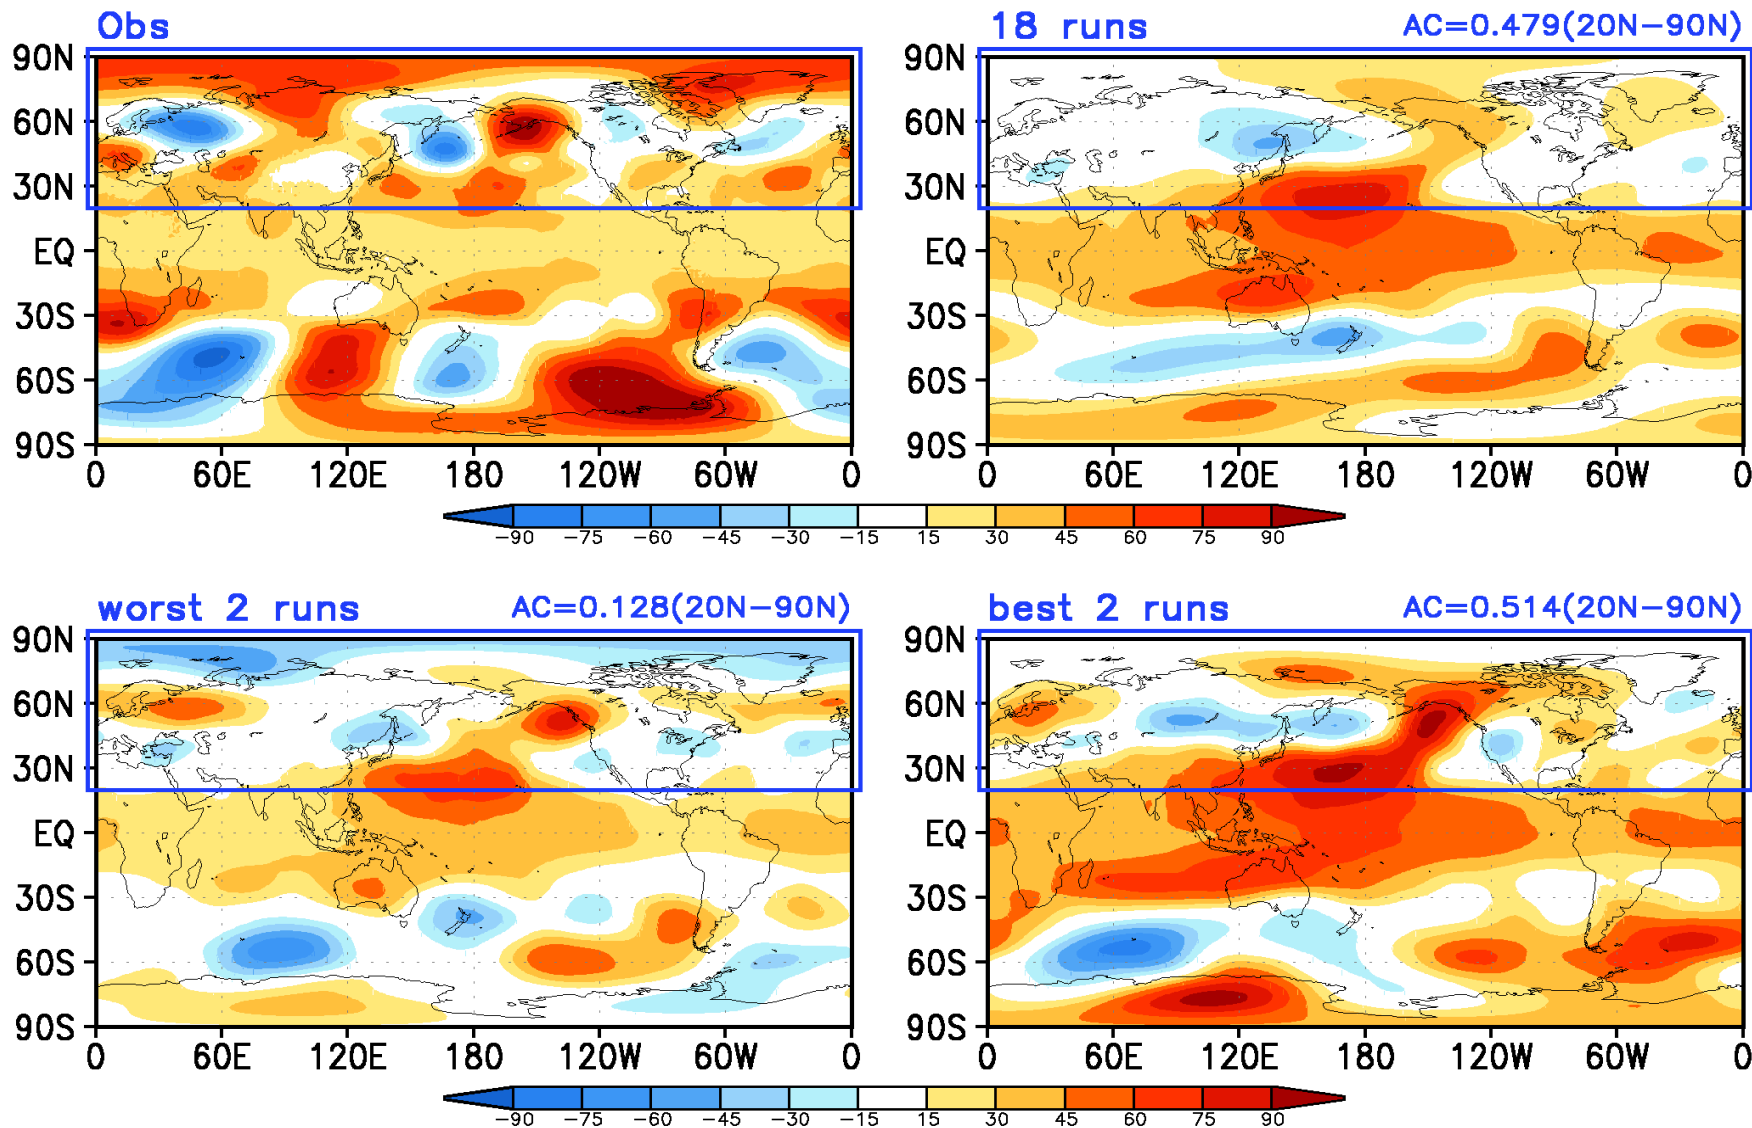 Obs
18 runs AC=0.479(20N−90N)
90N 90N
60N 60N
30N 30N
EQ EQ
30S 30S
60S 60S
90S 90S
0 60E 120E 180 120W 60W 0 0 60E 120E 180 120W 60W 0
−90 −75 −60 −45 −30 −15 15 30 45 60 75 90
worst 2 runs AC=0.128(20N−90N)
best 2 runs AC=0.514(20N−90N)
90N 90N
60N 60N
30N 30N
EQ EQ
30S 30S
60S 60S
90S 90S
0 60E 120E 180 120W 60W 0 0 60E 120E 180 120W 60W 0
−90 −75 −60 −45 −30 −15 15 30 45 60 75 90